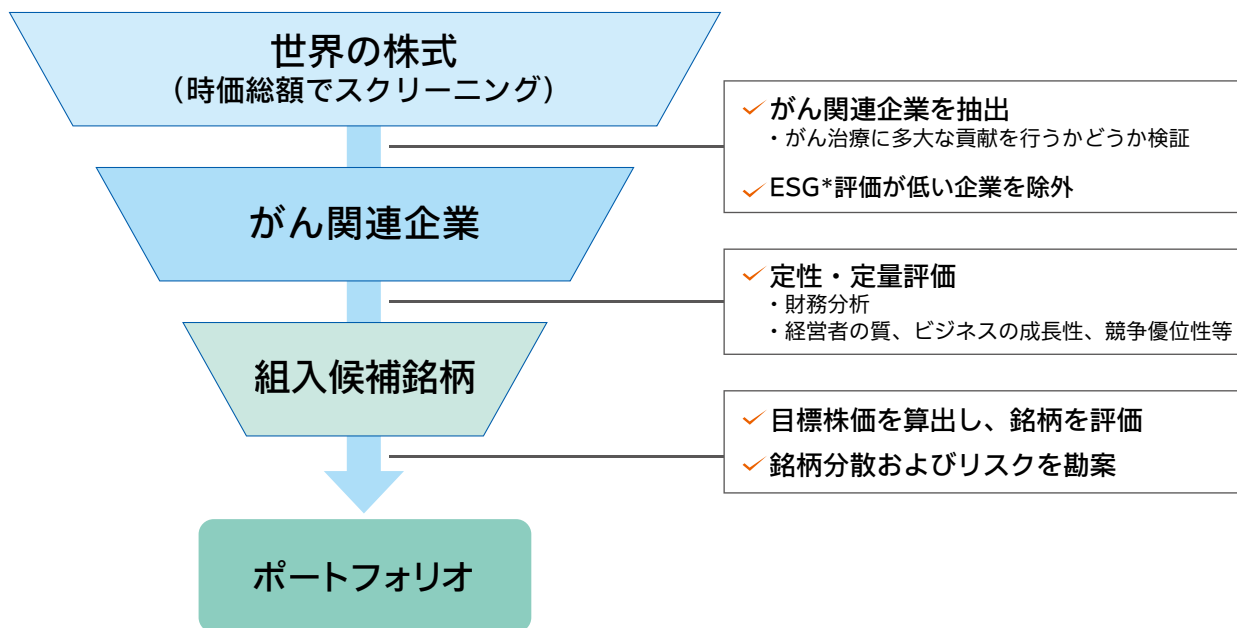 世界の株式
（時価総額でスクリーニング）
がん関連企業を抽出
・がん治療に多大な貢献を行うかどうか検証
ESG*評価が低い企業を除外
がん関連企業
定性・定量評価
・財務分析
・経営者の質、ビジネスの成長性、競争優位性等
組入候補銘柄
目標株価を算出し、銘柄を評価
銘柄分散およびリスクを勘案
ポートフォリオ